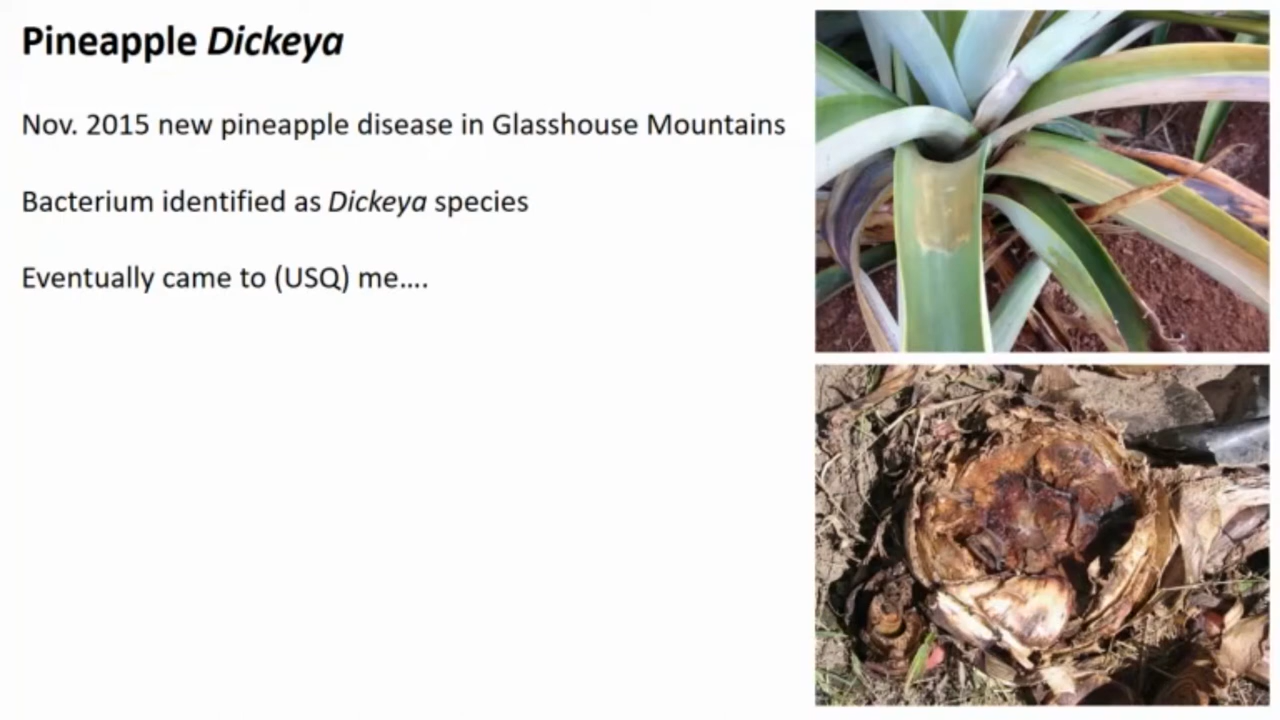 Pineapple Dickeya
Nov. 2015 new pineapple disease in Glasshouse Mountains
Bacterium identified as Dickeya species
Eventually came to (USQ) me....